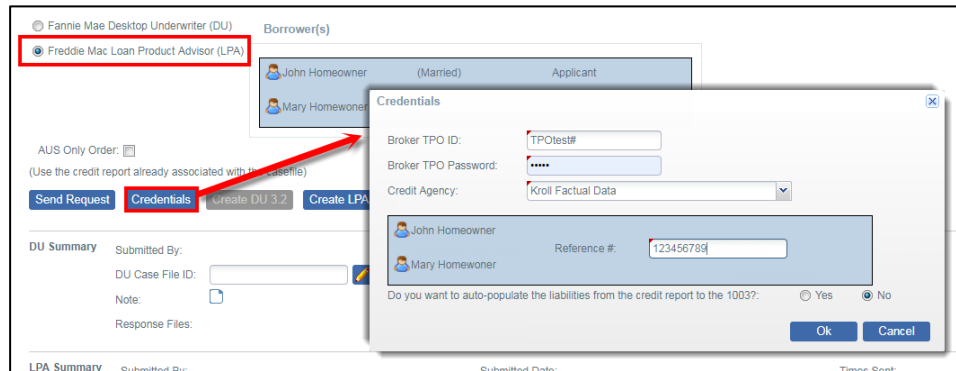 Fannie Mae Desktop Underwriter (DU)
Borrower(s)
Freddie Mac Loan Product Advisor (LPA)
John Homeowner (Married) Applicant
Mary Homewoner
Credentials
Broker TPO ID: TPOtest#
Broker TPO Password: •••••
Credit Agency: Kroll Factual Data
AUS Only Order:
(Use the credit report already associated with the casefile)
Send Request Credentials Create DU 3.2 Create LPA
John Homeowner
Reference #: 123456789
Mary Homewoner
Do you want to auto-populate the liabilities from the credit report to the 1003?: Yes No
Ok Cancel
DU Summary Submitted By:
DU Case File ID:
Note:
Response Files:
LPA Summary Submitted By: Submitted Date: Times Sent: